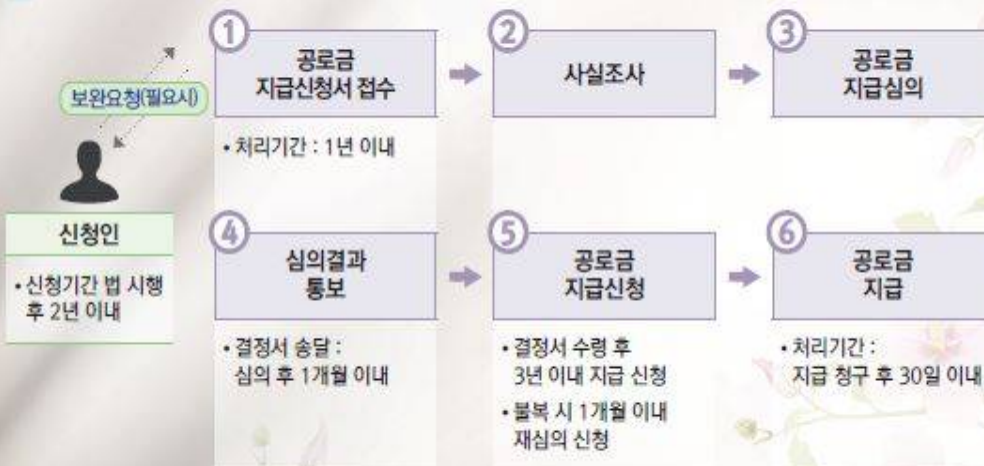 ①
공로금
지급신청서 접수
②
사실조사
③
공로금
지급심의
보완요청(필요시)
• 처리기간 : 1년 이내
신청인
• 신청기간 법 시행
후 2년 이내
④
심의결과
통보
⑤
공로금
지급신청
⑥
공로금
지급
• 결정서 송달 :
심의 후 1개월 이내
• 결정서 수령 후
3년 이내 지급 신청
• 불복 시 1개월 이내
재심의 신청
• 처리기간 :
지급 청구 후 30일 이내